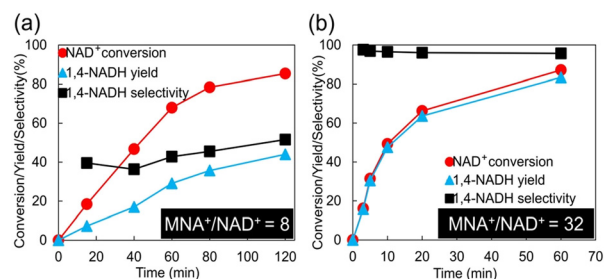 (a)
Conversion/Yield/Selectivity(%)
100
80
60
40
20
0
NAD⁺conversion
1,4-NADH yield
1,4-NADH selectivity
MNA⁺/NAD⁺ = 8
0 20 40 60 80 100 120
Time (min)
(b)
Conversion/Yield/Selectivity(%)
100
80
60
40
20
0
NAD⁺conversion
1,4-NADH yield
1,4-NADH selectivity
MNA⁺/NAD⁺ = 32
0 10 20 30 40 50 60 70
Time (min)